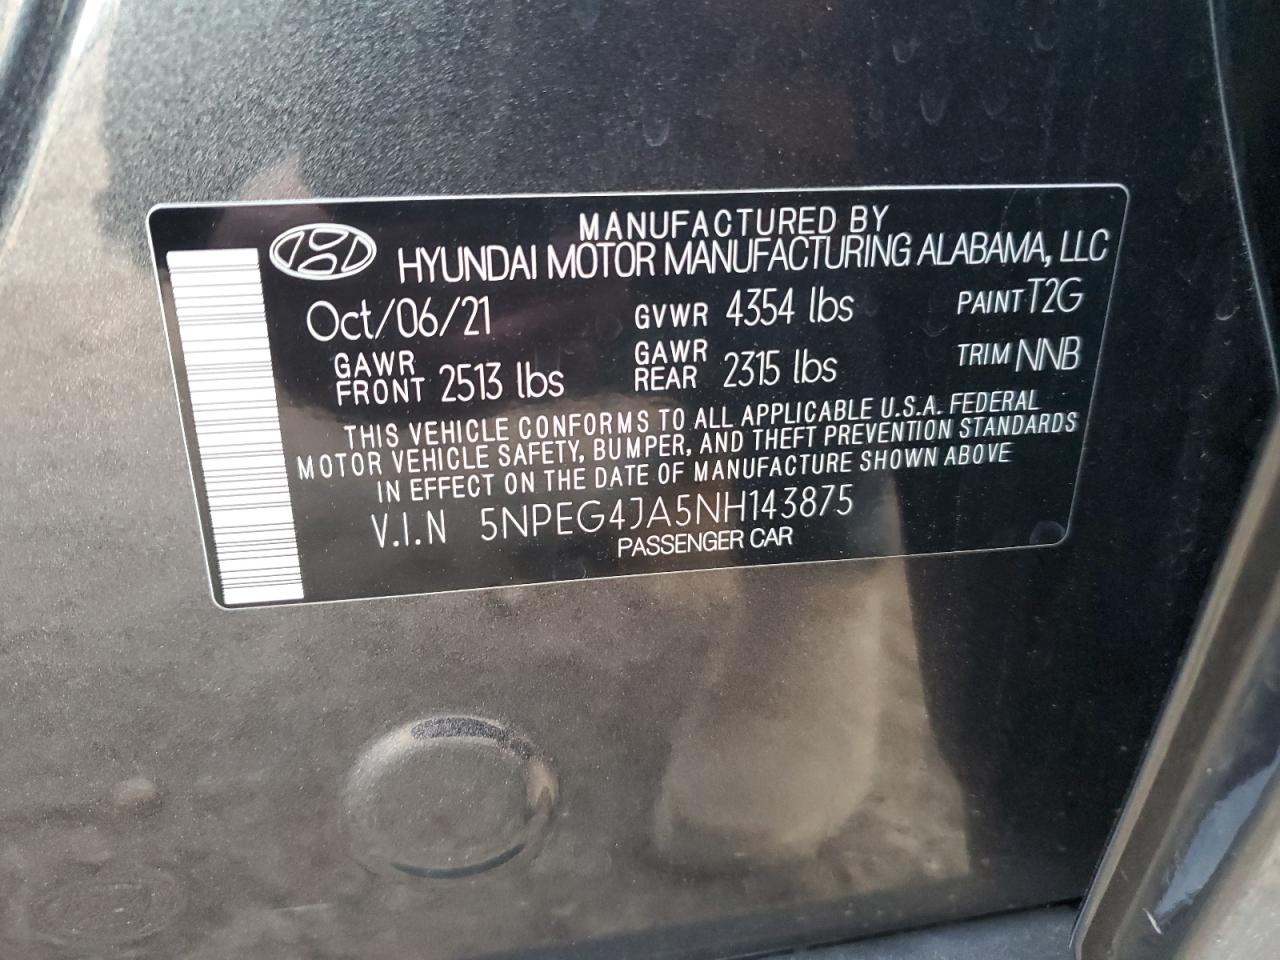 MANUFACTURED BY
HYUNDAI MOTOR MANUFACTURING ALABAMA, LLC
Oct/06/21 GVWR 4354 lbs PAINT T2G
GAWR FRONT 2513 lbs GAWR REAR 2315 lbs TRIM NNB
THIS VEHICLE CONFORMS TO ALL APPLICABLE U.S.A. FEDERAL
MOTOR VEHICLE SAFETY, BUMPER, AND THEFT PREVENTION STANDARDS
IN EFFECT ON THE DATE OF MANUFACTURE SHOWN ABOVE
V.I.N 5NPEG4JA5NH143875
PASSENGER CAR